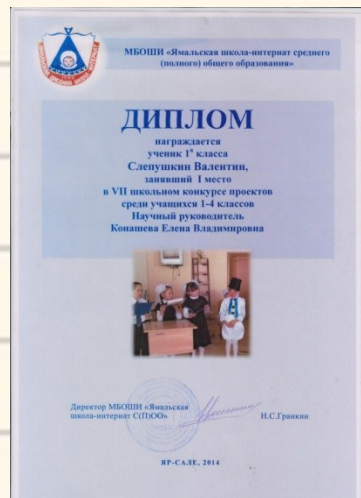 МБОШИ «Ямальская школа-интернат среднего
(полного) общего образования»
ДИПЛОМ
награждается
ученик 1ª класса
Слепушкин Валентин,
занявший I место
в VII школьном конкурсе проектов
среди учащихся 1-4 классов
Научный руководитель
Конашева Елена Владимировна
Директор МБОШИ «Ямальская
школа-интернат С(П)ОО»
Н.С.Гранкин
ЯР-САЛЕ, 2014